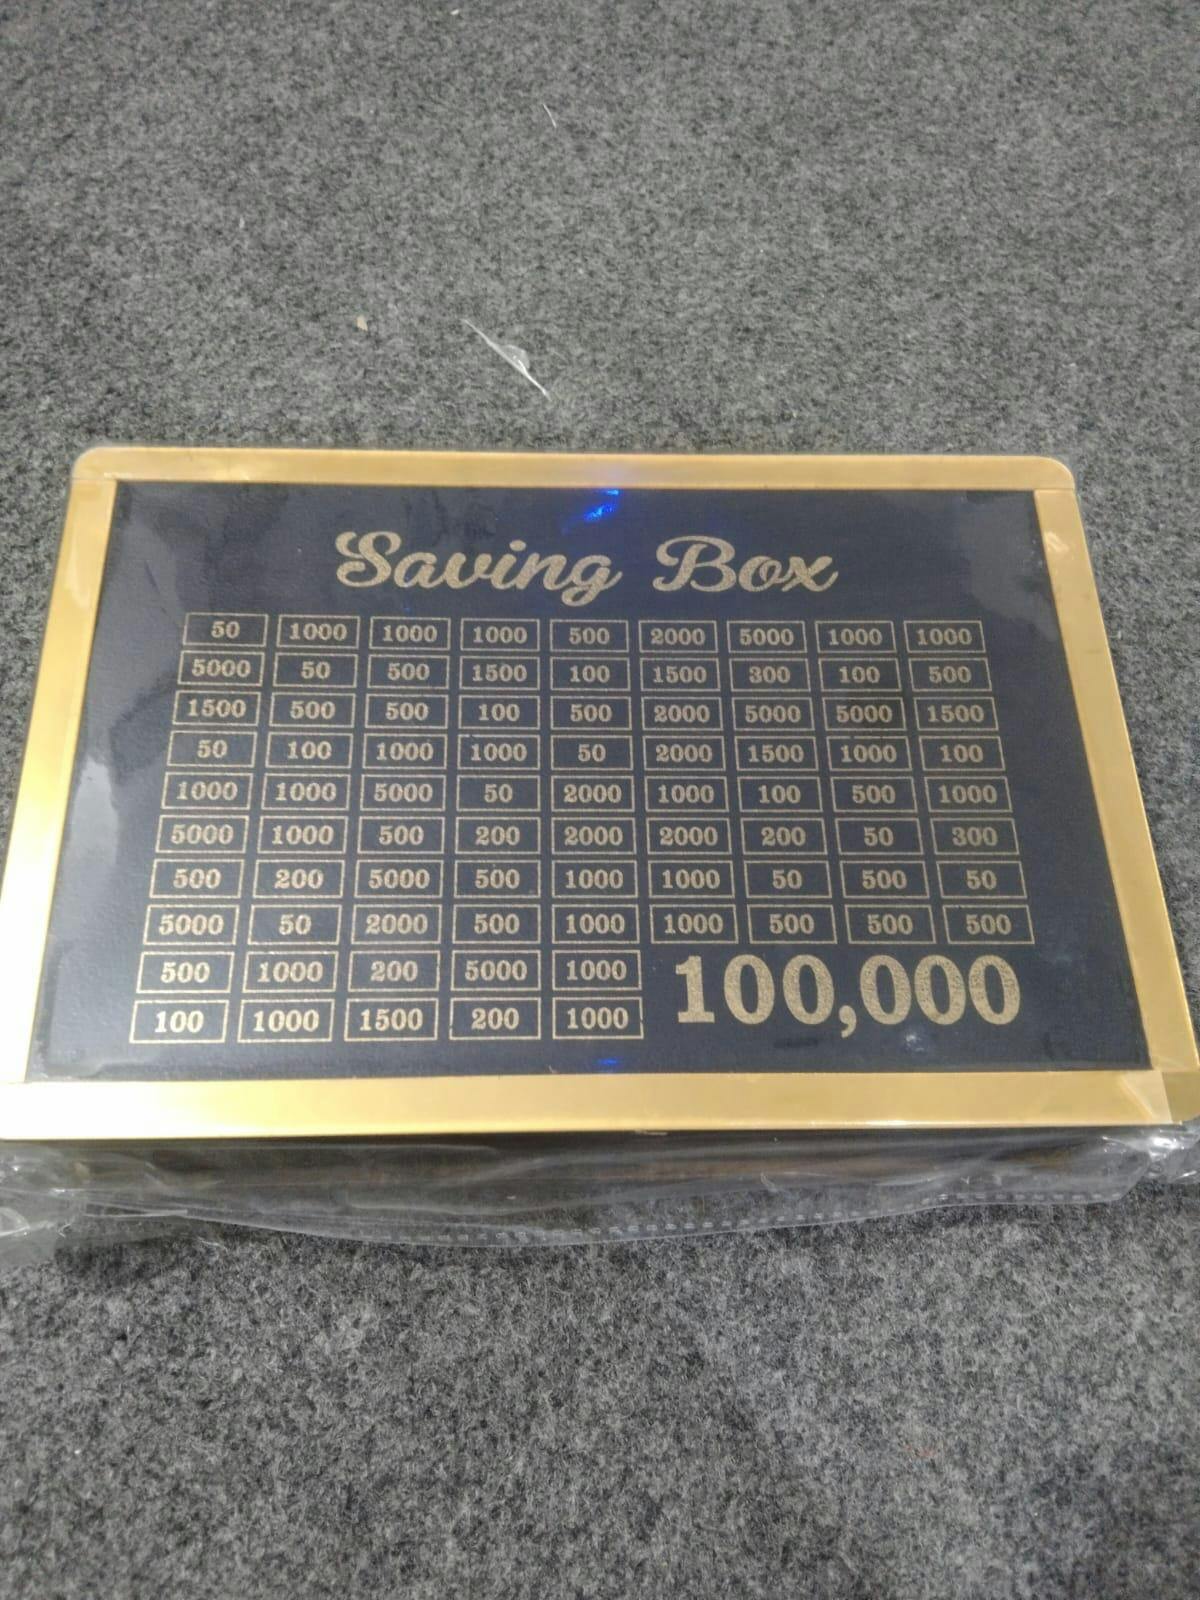 Saving Box
50 1000 1000 1000 500 2000 5000 1000 1000
5000 50 500 1500 100 1500 300 100 500
1500 500 500 100 500 2000 5000 5000 1500
50 100 1000 1000 50 2000 1500 1000 100
1000 1000 5000 50 2000 1000 100 500 1000
5000 1000 500 200 2000 2000 200 50 300
500 200 5000 500 1000 1000 50 500 50
5000 50 2000 500 1000 1000 500 500 500
500 1000 200 5000 1000
100 1000 1500 200 1000
100,000